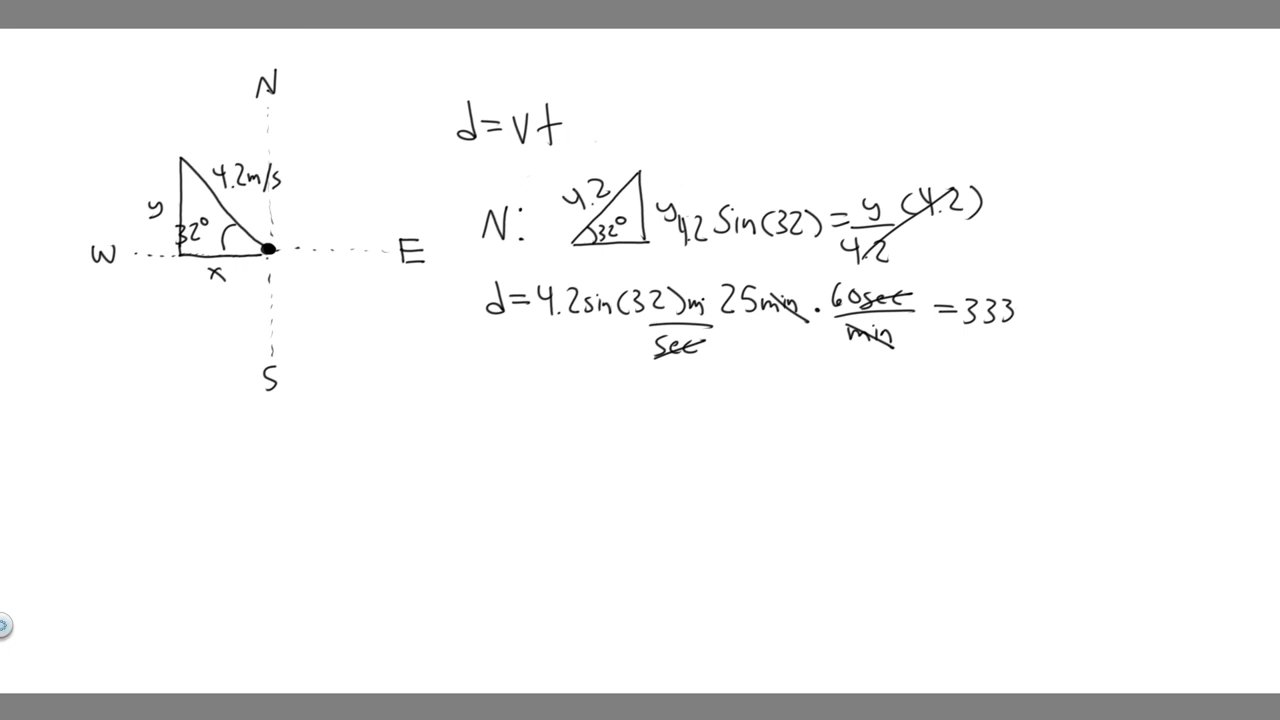 N
d=vt
4.2m/s
y
32°
W
x
E
S
N: 4.2 32° y 4.2 Sin(32) = y/4.2 (4.2)
d=4.2sin(32)m/sec 25min · 60sec/min =333